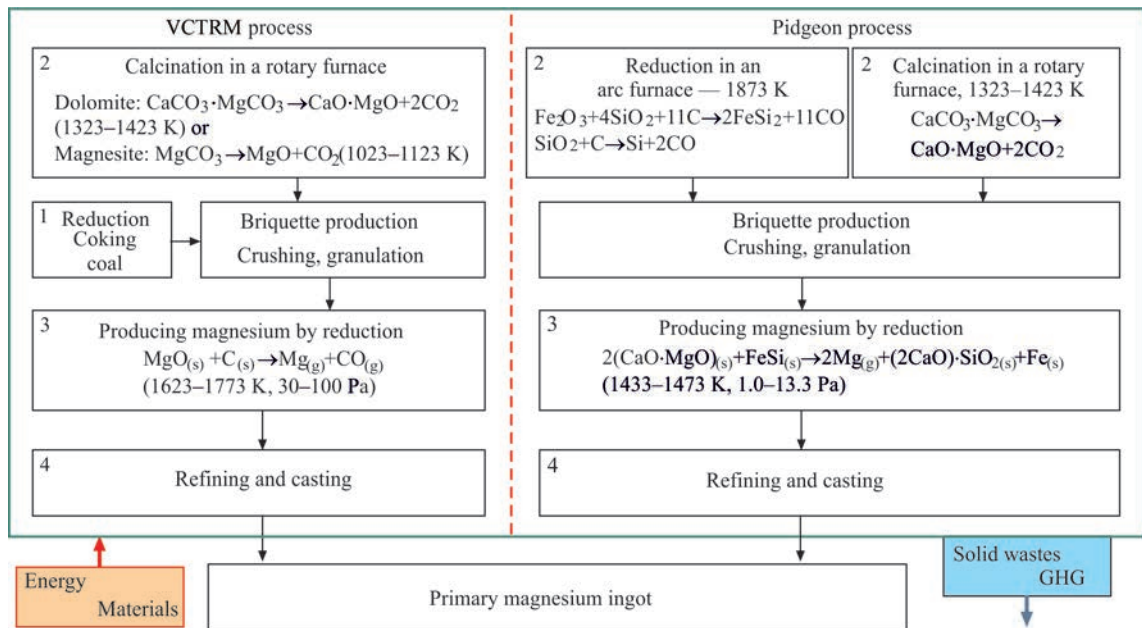 VCTRM process
2
Calcination in a rotary furnace
Dolomite: CaCO₃·MgCO₃→CaO·MgO+2CO₂
(1323–1423 K) or
Magnesite: MgCO₃→MgO+CO₂(1023–1123 K)
1
Reduction
Coking
coal
Briquette production
Crushing, granulation
3
Producing magnesium by reduction
MgO(s) +C(s)→Mg(g)+CO(g)
(1623–1773 K, 30–100 Pa)
4
Refining and casting
Pidgeon process
2
Reduction in an
arc furnace — 1873 K
Fe₂O₃+4SiO₂+11C→2FeSi₂+11CO
SiO₂+C→Si+2CO
2
Calcination in a rotary
furnace, 1323–1423 K
CaCO₃·MgCO₃→
CaO·MgO+2CO₂
Briquette production
Crushing, granulation
3
Producing magnesium by reduction
2(CaO·MgO)(s)+FeSi(s)→2Mg(g)+(2CaO)·SiO₂(s)+Fe(s)
(1433–1473 K, 1.0–13.3 Pa)
4
Refining and casting
Energy
Materials
Primary magnesium ingot
Solid wastes
GHG